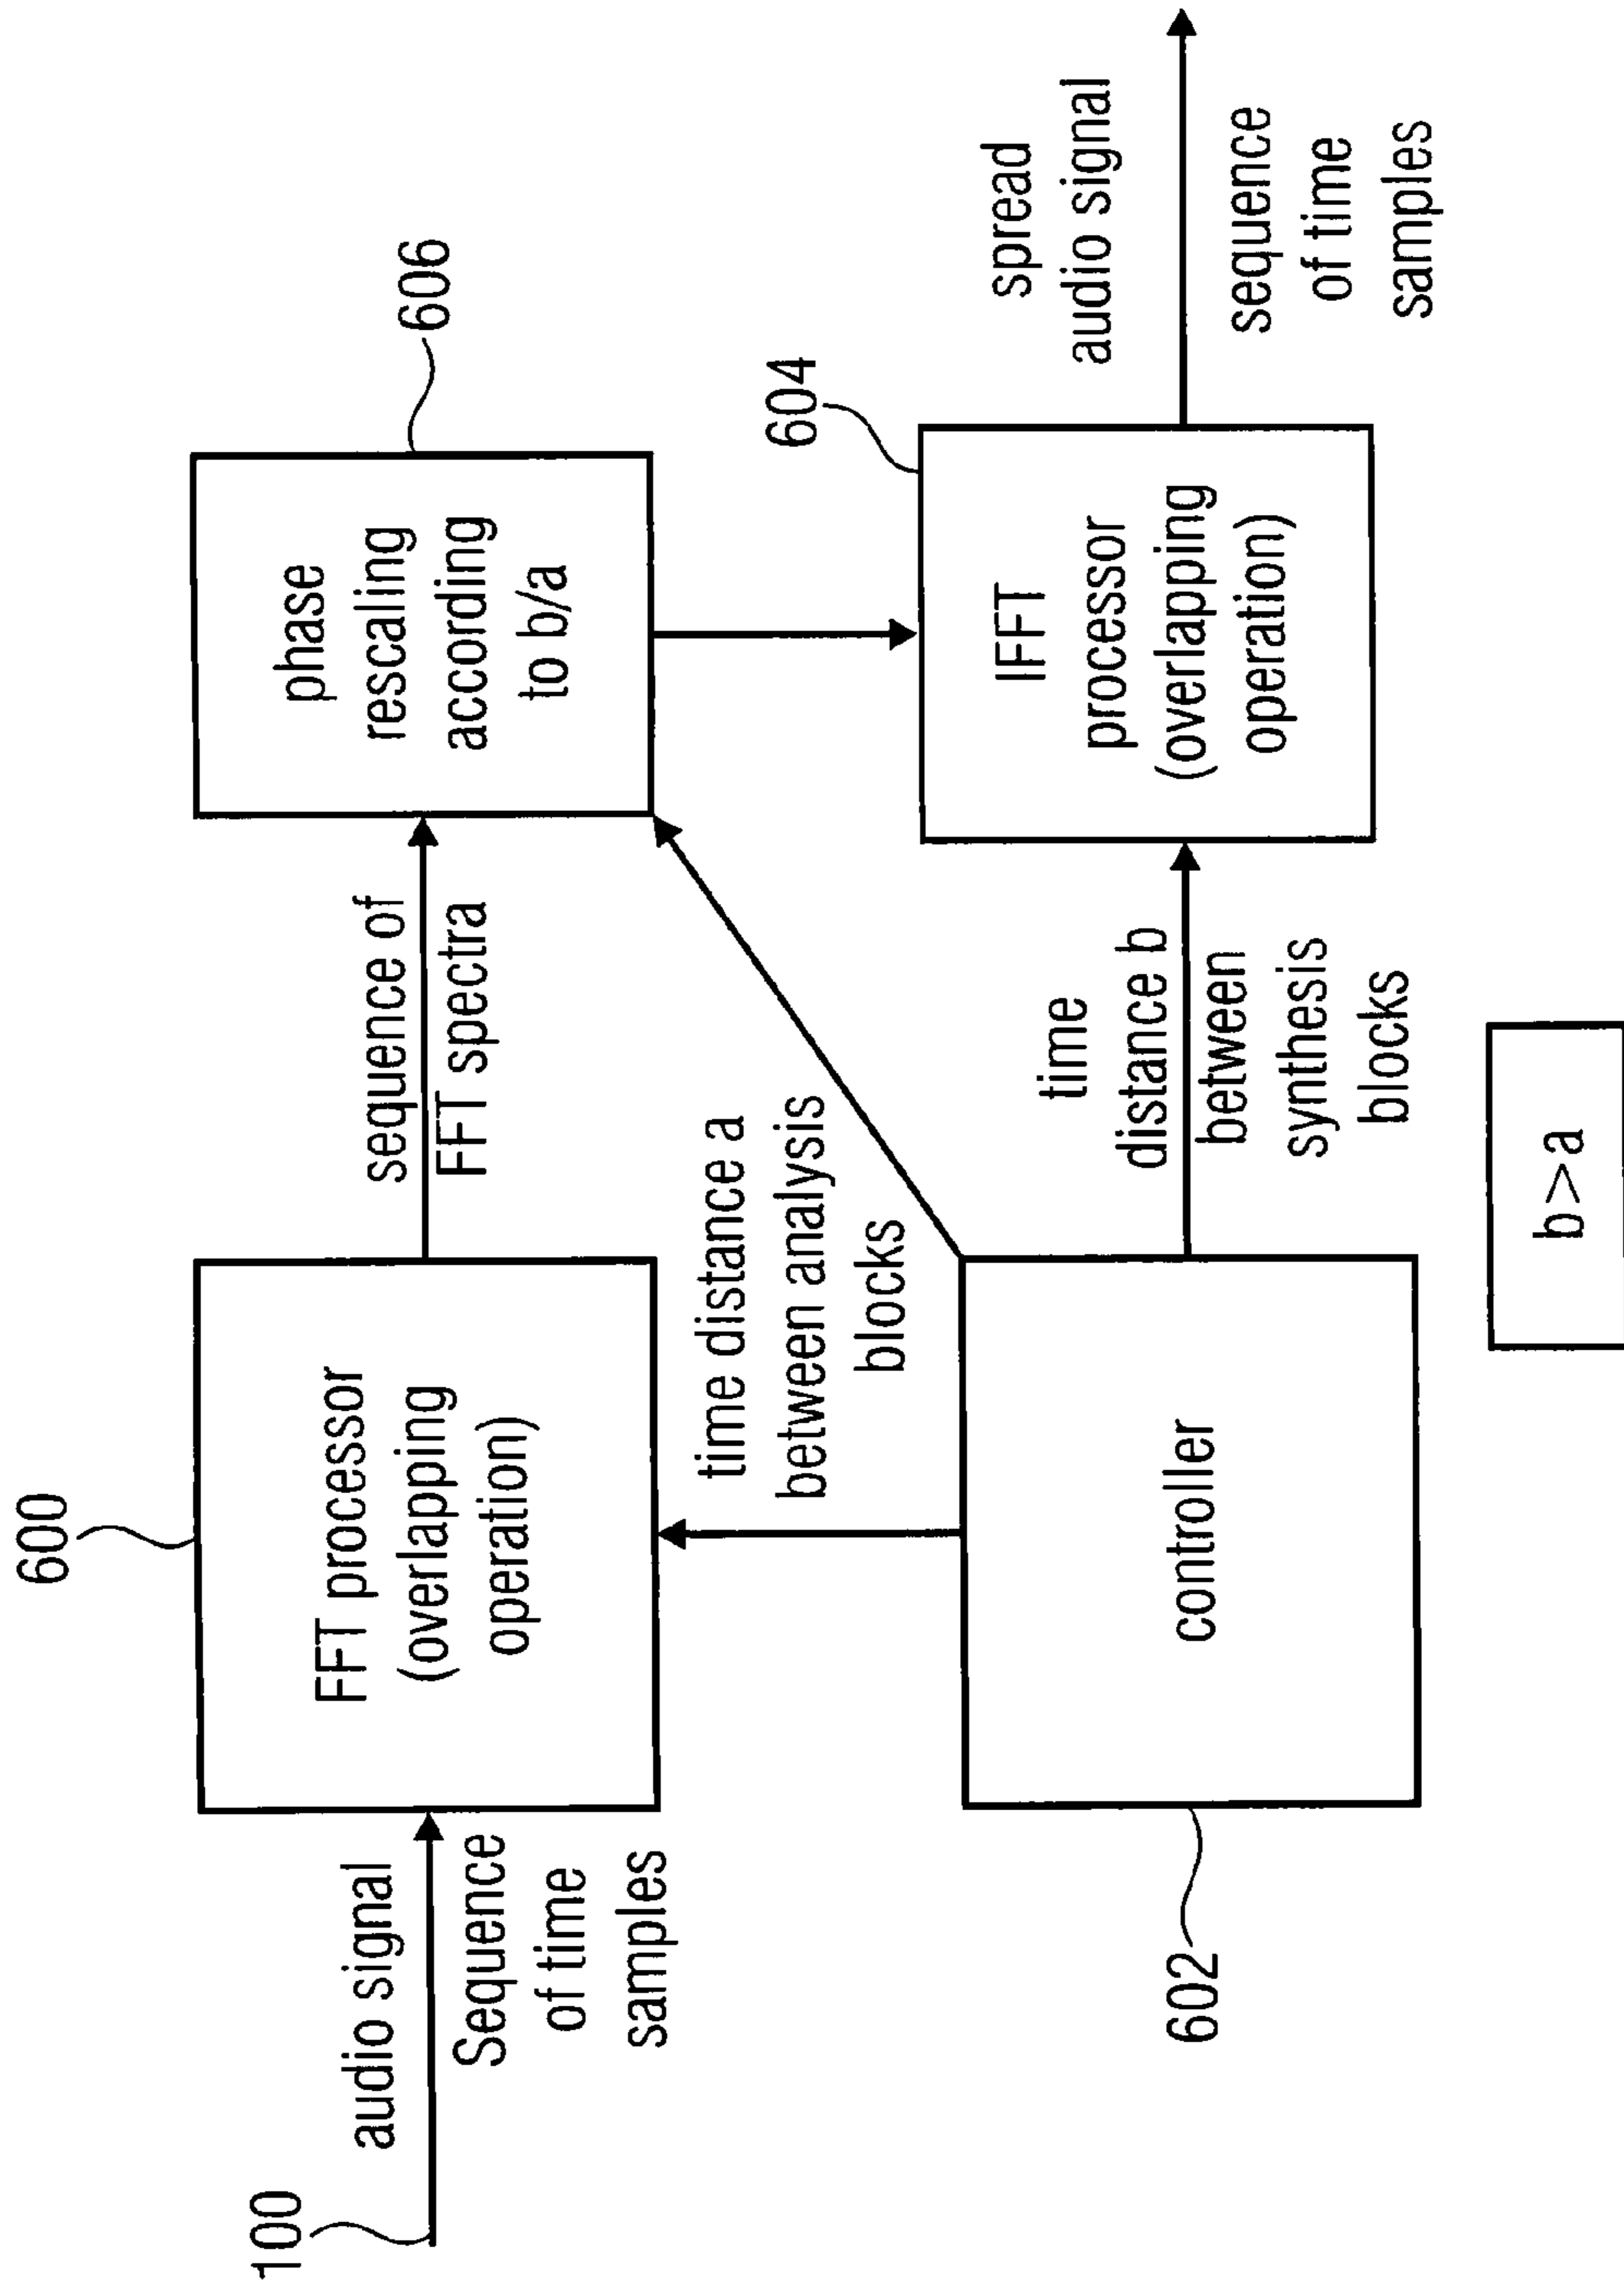 600
606
100
audio signal
Sequence
of time
samples
FFT processor
(overlapping
operation)
sequence of
FFT spectra
phase
rescaling
according
to b/a
time distance a
between analysis
blocks
602
controller
time
distance b
between
synthesis
blocks
604
IFFT
processor
(overlapping
operation)
spread
audio signal
sequence
of time
samples
b>a